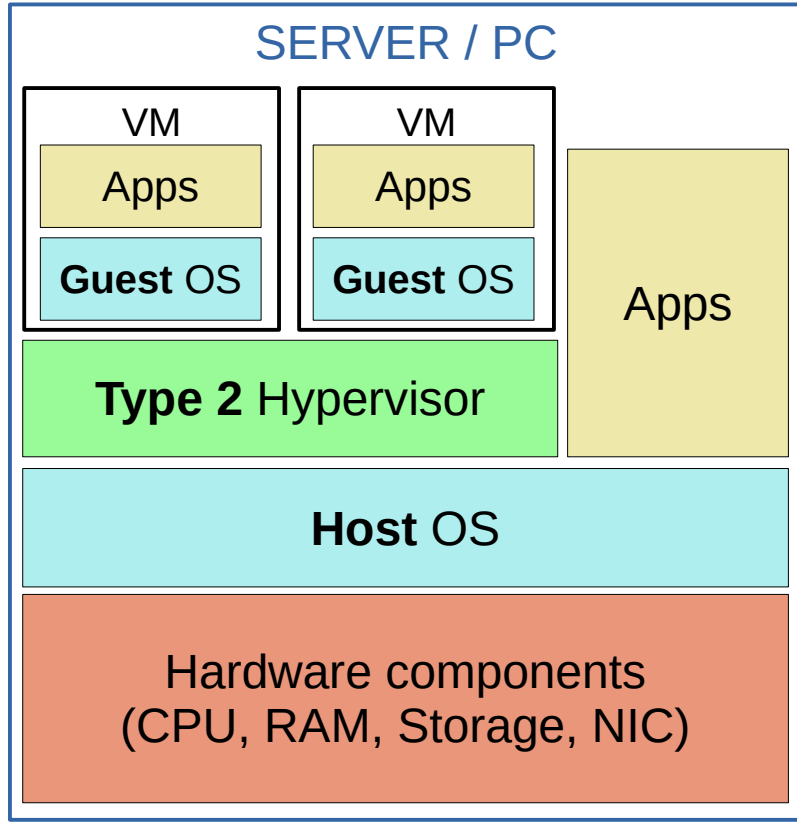 SERVER / PC
VM
Apps
Guest OS
VM
Apps
Guest OS
Apps
Type 2 Hypervisor
Host OS
Hardware components
(CPU, RAM, Storage, NIC)